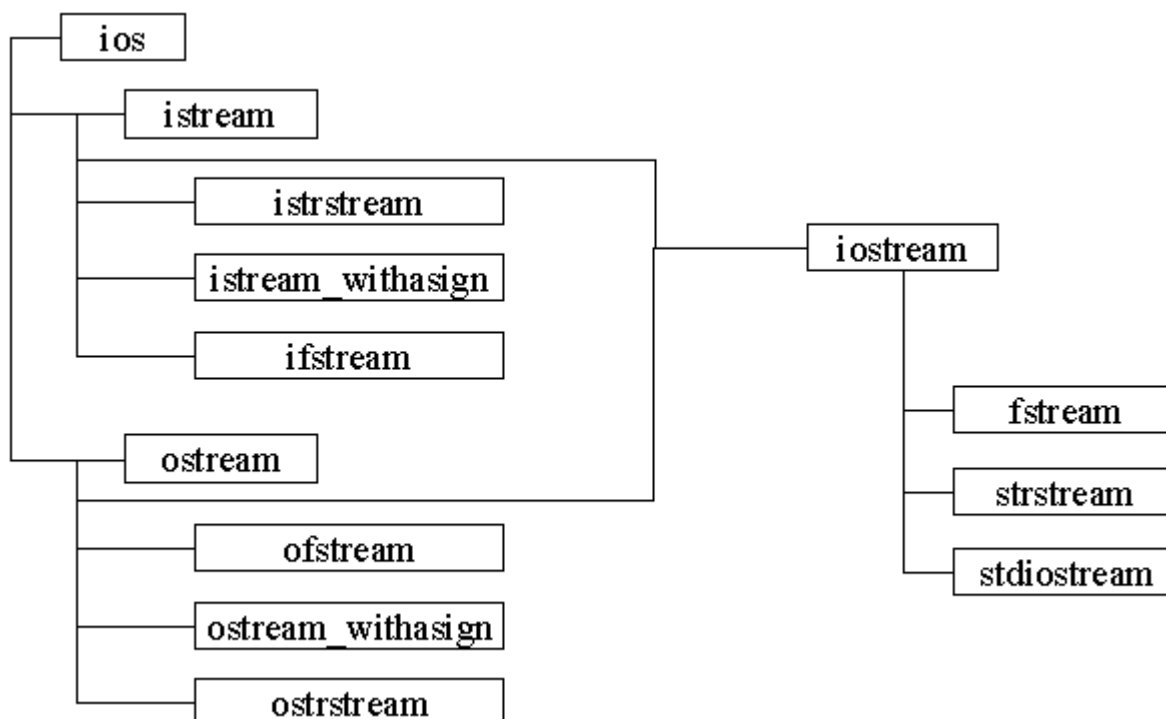 ios
istream
istrstream
istream_withasign
ifstream
ostream
ofstream
ostream_withasign
ostrstream
iostream
fstream
strstream
stdiostream